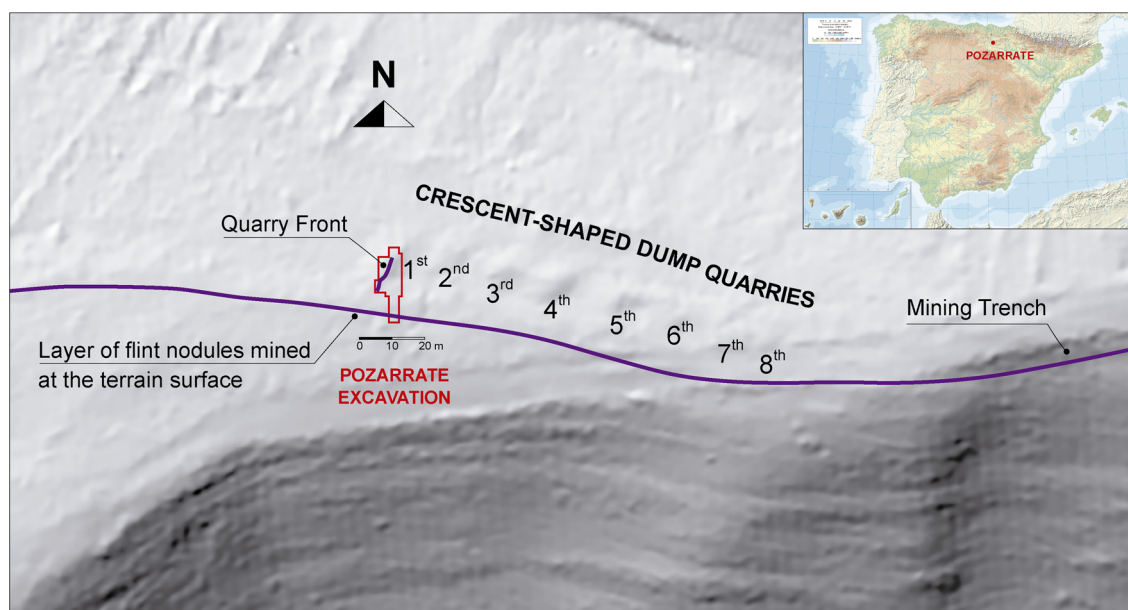 POZARRATE
N
CRESCENT-SHAPED DUMP QUARRIES
Quarry Front
1st
2nd
3rd
4th
5th
6th
7th
8th
Mining Trench
Layer of flint nodules mined
at the terrain surface
0 10 20 m
POZARRATE
EXCAVATION